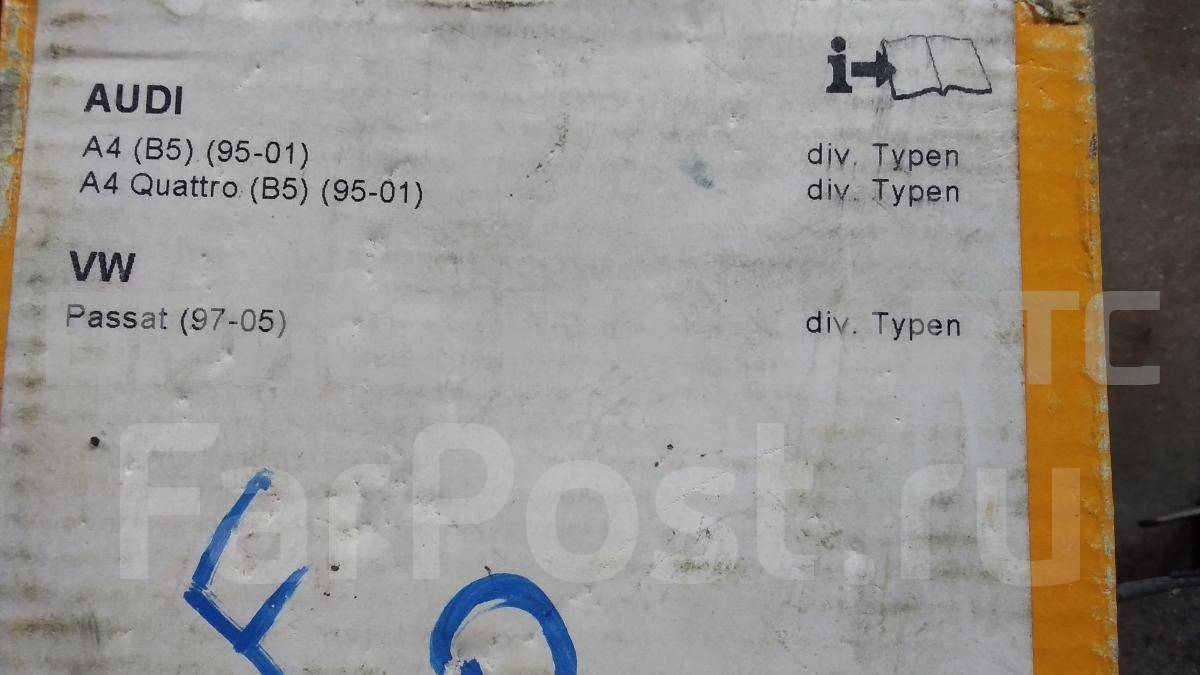 AUDI
A4 (B5) (95-01) div. Typen
A4 Quattro (B5) (95-01) div. Typen
VW
Passat (97-05) div. Typen
FarPost.ru